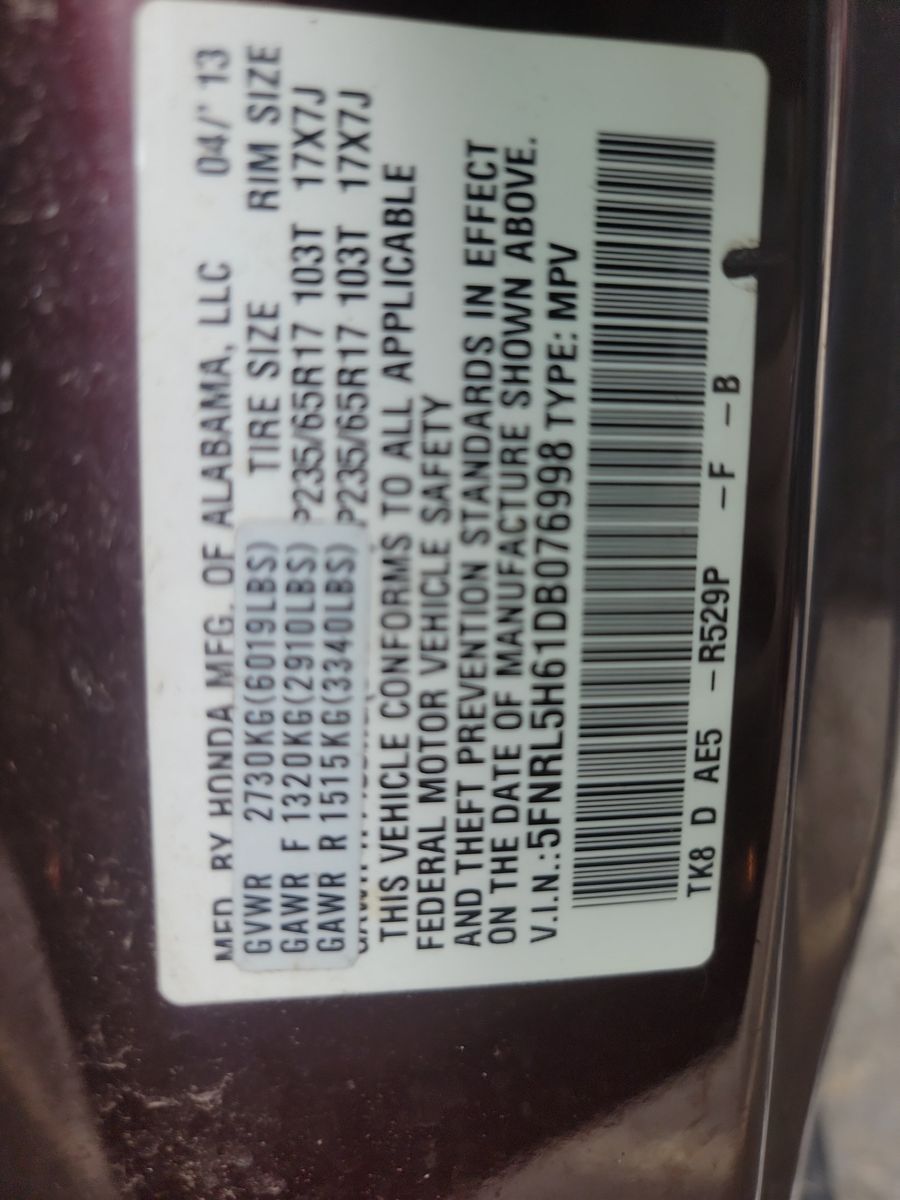 MFD BY HONDA MFG. OF ALABAMA, LLC 04/'13
TIRE SIZE RIM SIZE
GVWR 2730KG(6019LBS)
GAWR F 1320KG(2910LBS) P235/65R17 103T 17X7J
GAWR R 1515KG(3340LBS) P235/65R17 103T 17X7J
THIS VEHICLE CONFORMS TO ALL APPLICABLE
FEDERAL MOTOR VEHICLE SAFETY
AND THEFT PREVENTION STANDARDS IN EFFECT
ON THE DATE OF MANUFACTURE SHOWN ABOVE.
V.I.N.:5FNRL5H61DB076998 TYPE: MPV
TK8 D AE5 -R529P -F -B